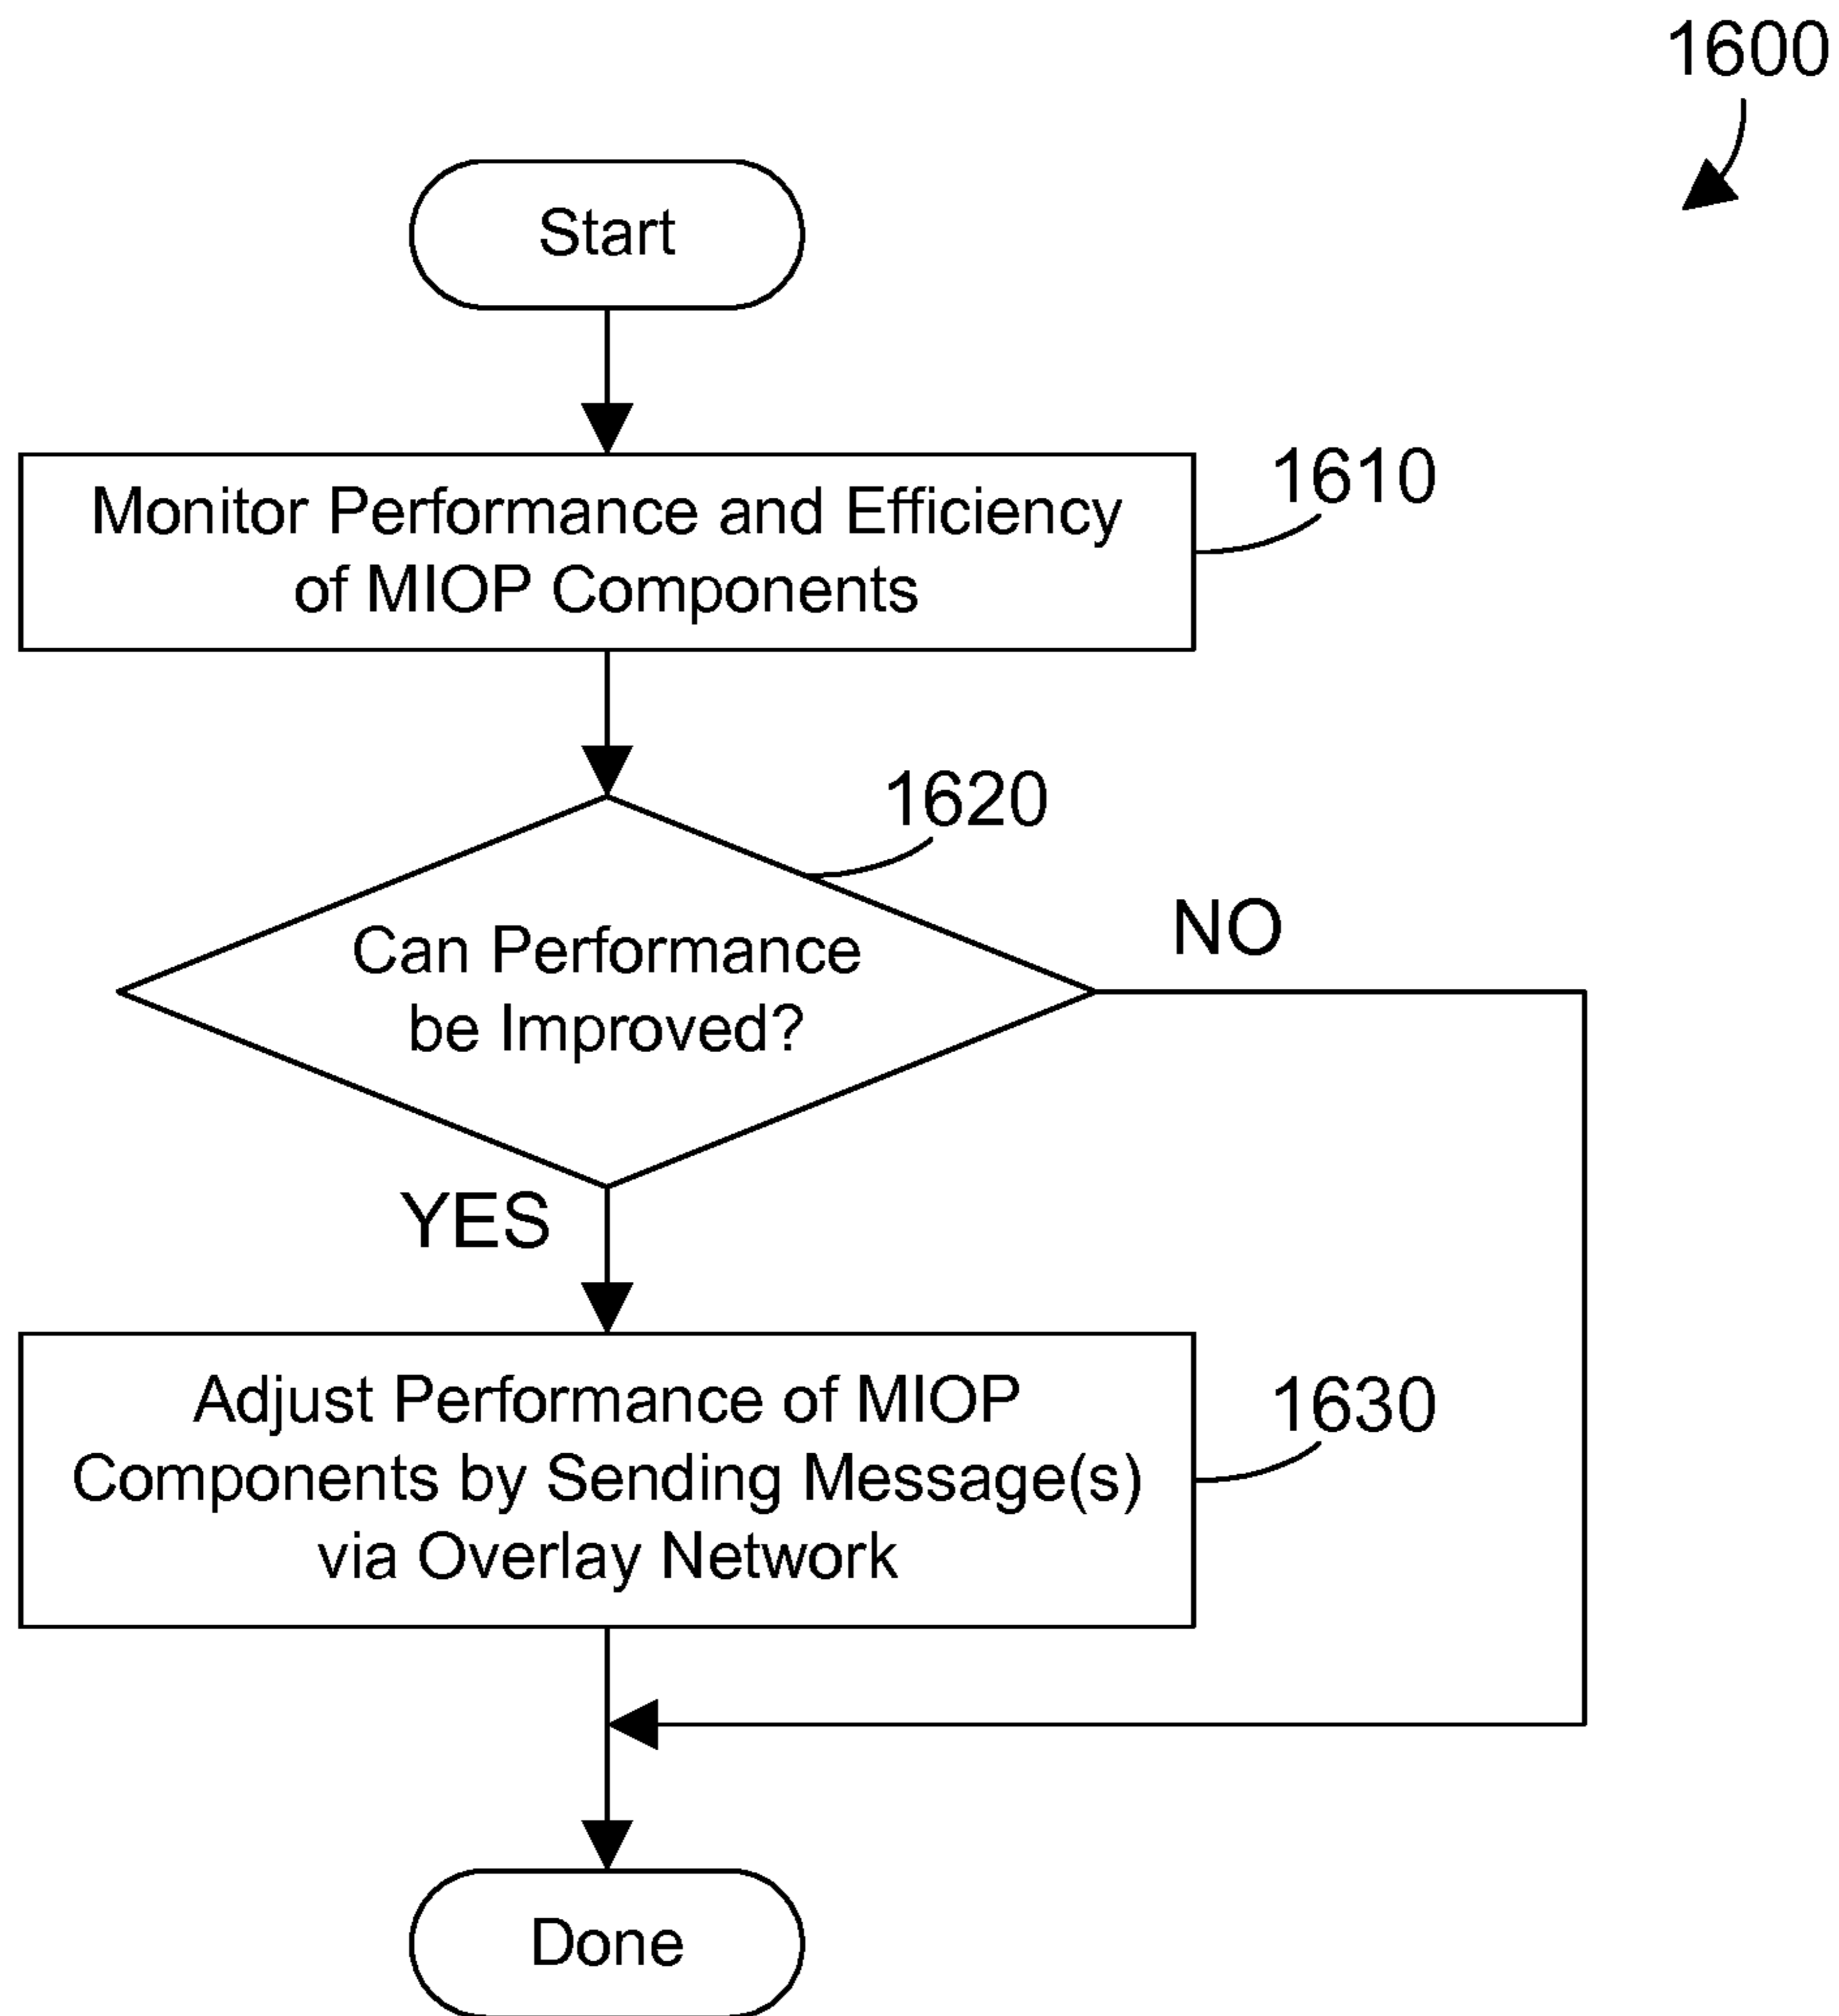 1600
Start
Monitor Performance and Efficiency
of MIOP Components
1610
1620
Can Performance
be Improved?
NO
YES
Adjust Performance of MIOP
Components by Sending Message(s)
via Overlay Network
1630
Done